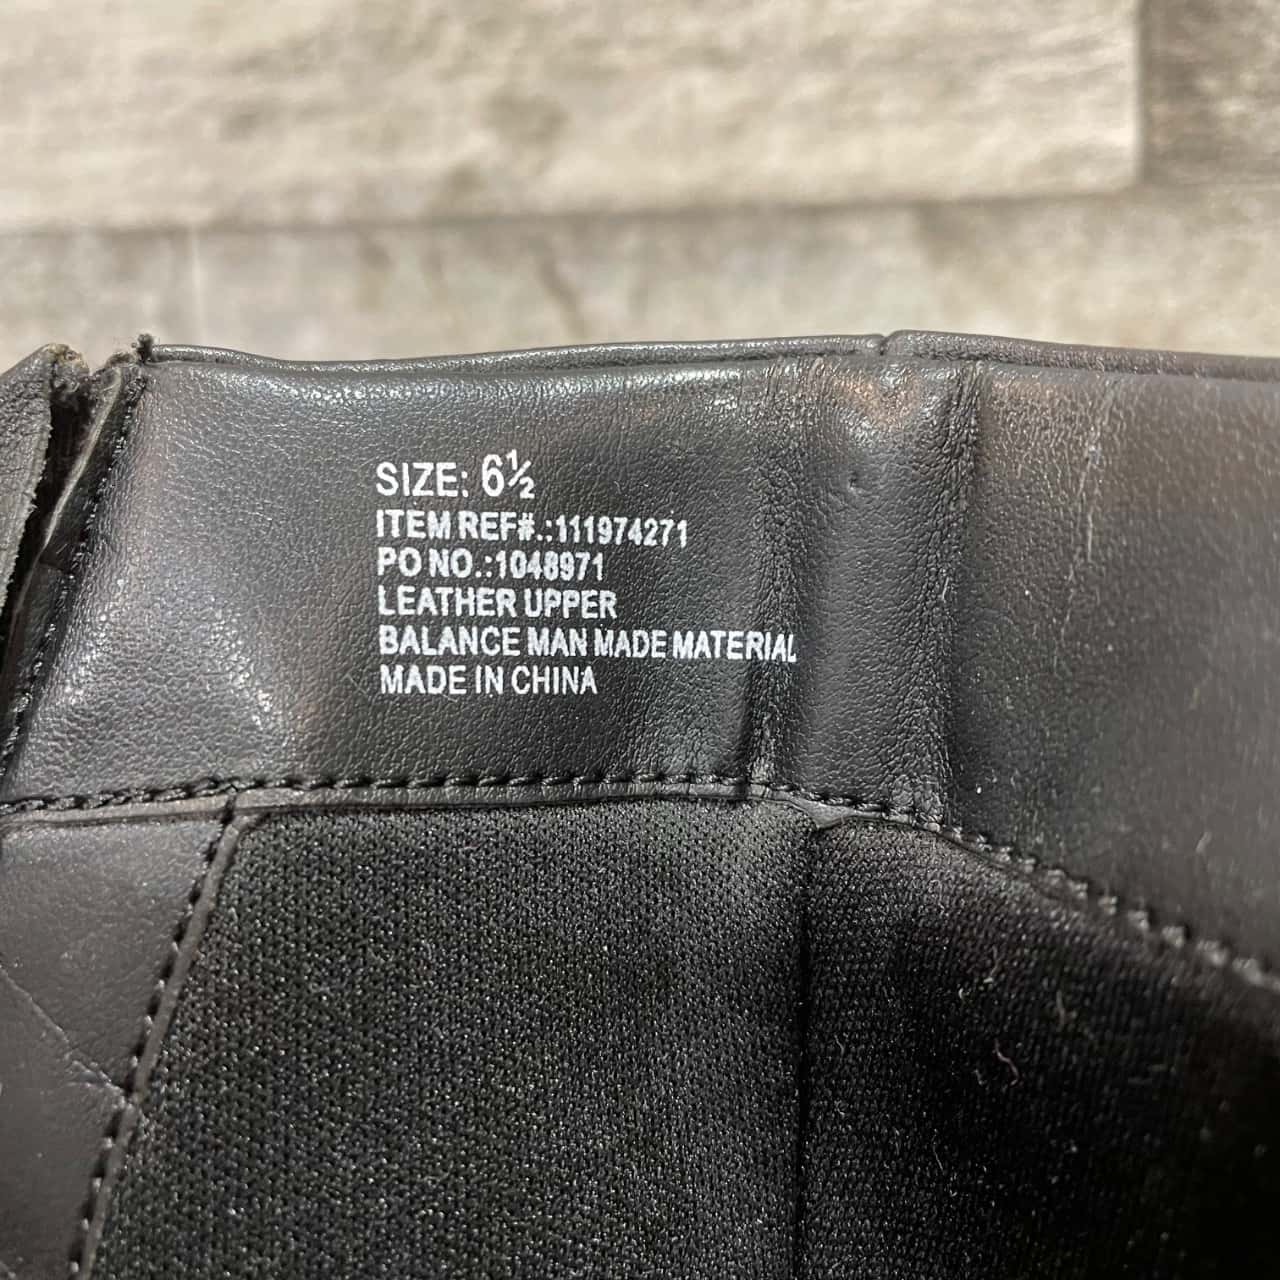 SIZE: 6½
ITEM REF#.:111974271
PO NO.:1048971
LEATHER UPPER
BALANCE MAN MADE MATERIAL
MADE IN CHINA